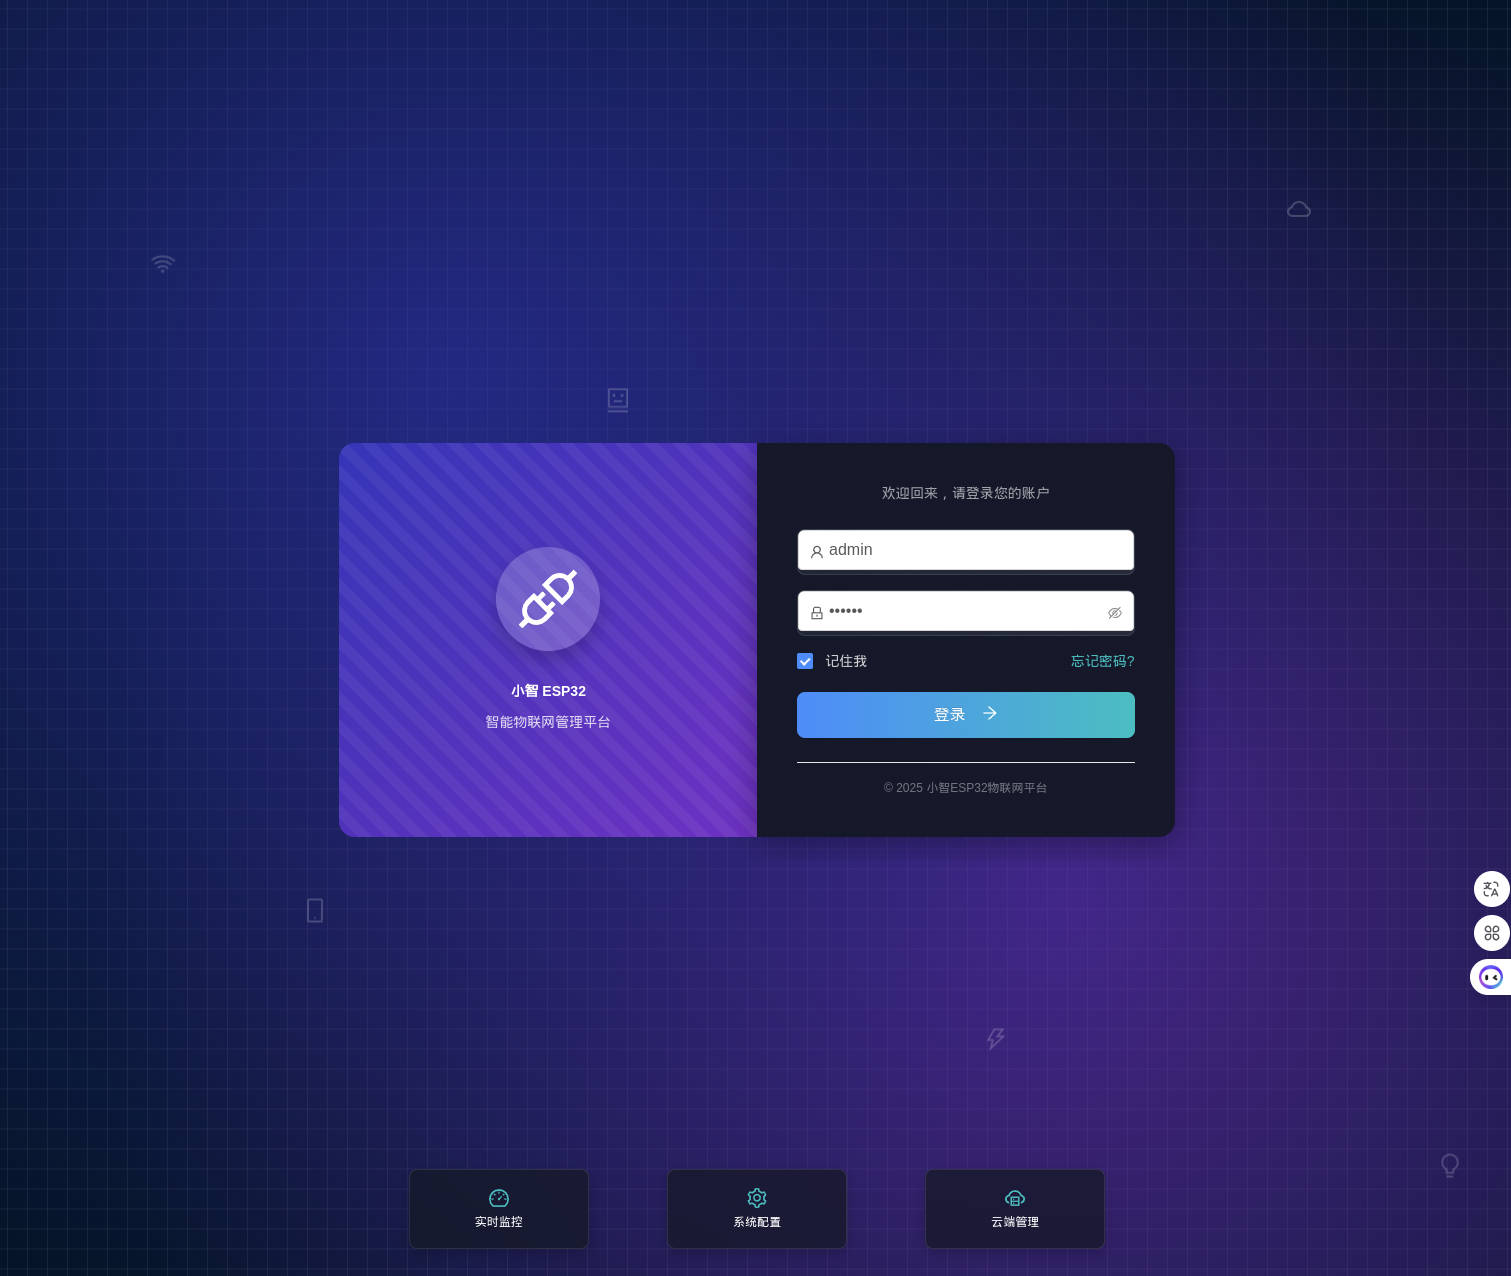 欢迎回来，请登录您的账户
admin
••••••
记住我
忘记密码?
登录
© 2025 小智ESP32物联网平台
小智 ESP32
智能物联网管理平台
实时监控
系统配置
云端管理